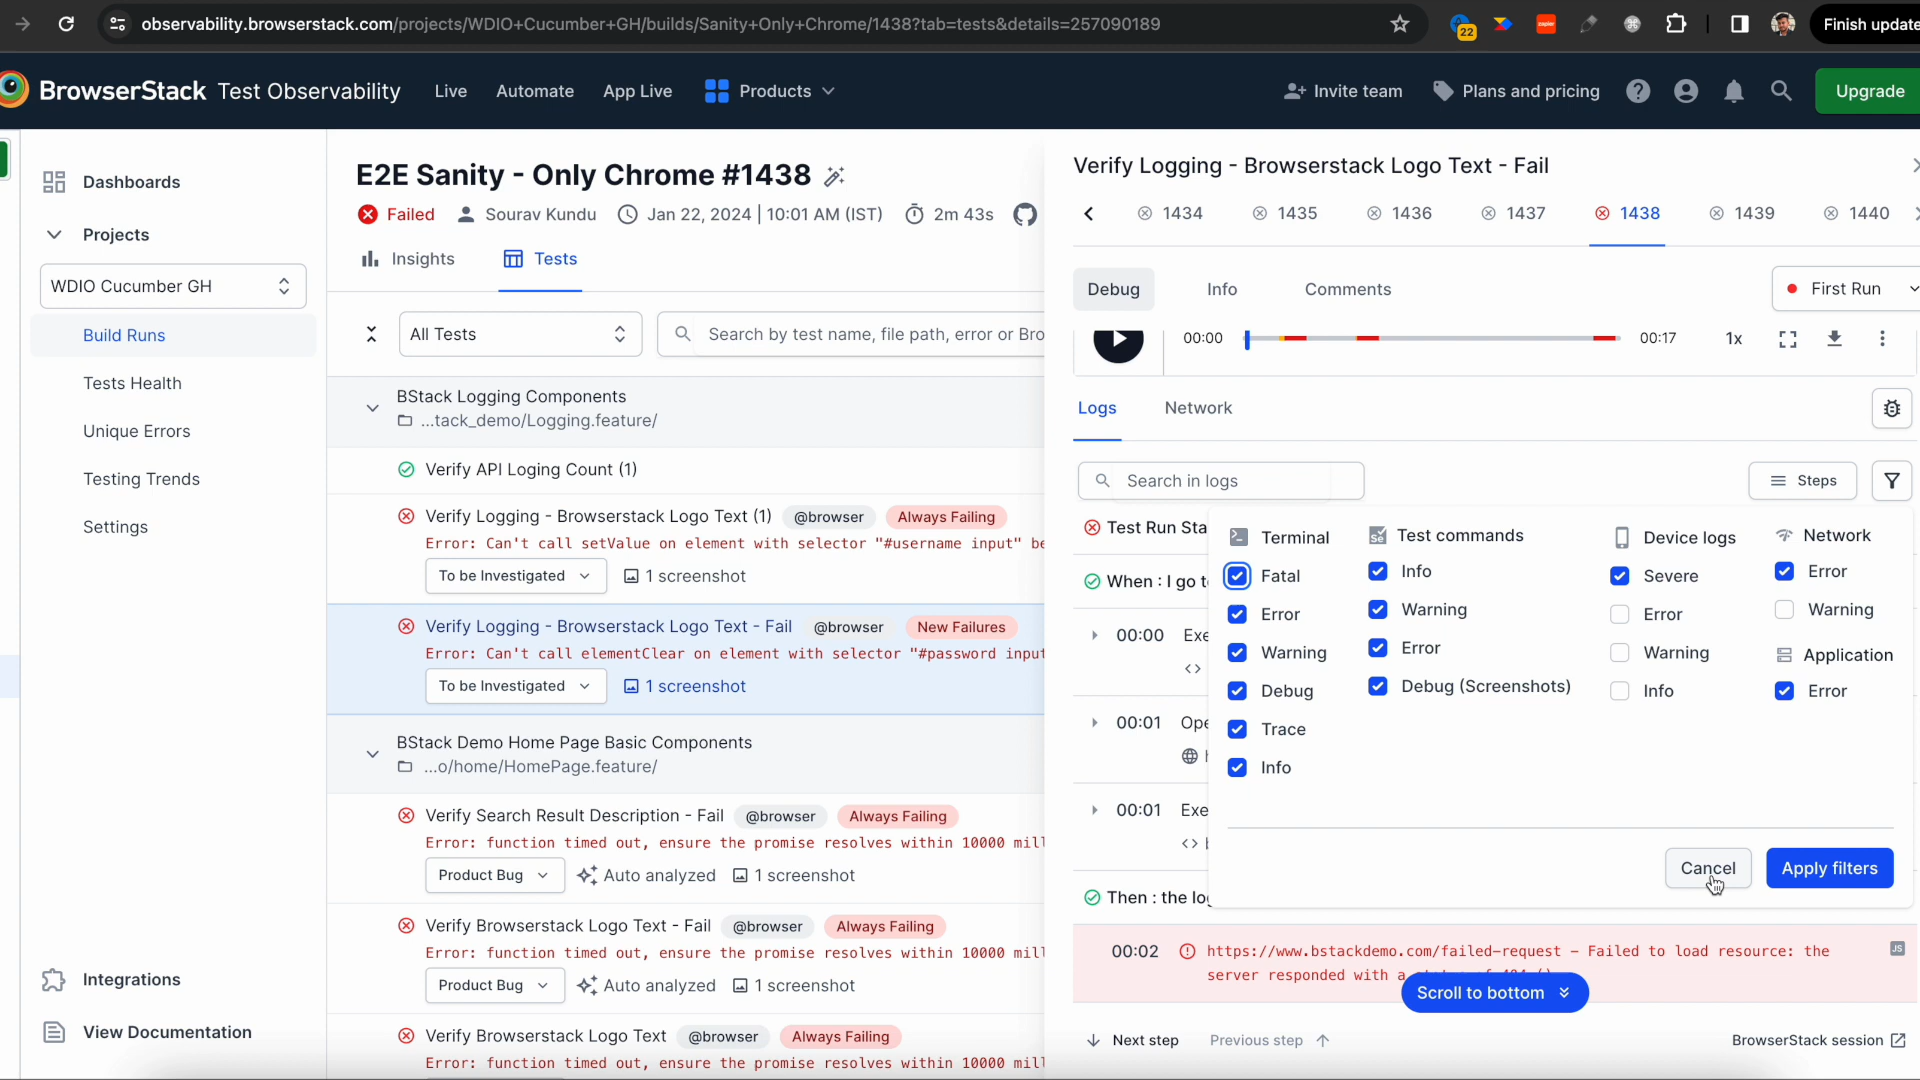 observability.browserstack.com/projects/WDIO+Cucumber+GH/builds/Sanity+Only+Chrome/1438?tab=tests&details=257090189
22
zapier
Finish update
BrowserStack Test Observability
Live
Automate
App Live
Products
Invite team
Plans and pricing
Upgrade
Dashboards
Projects
WDIO Cucumber GH
Build Runs
Tests Health
Unique Errors
Testing Trends
Settings
Integrations
View Documentation
E2E Sanity - Only Chrome #1438
Failed Sourav Kundu Jan 22, 2024 | 10:01 AM (IST) 2m 43s
Insights Tests
All Tests
Search by test name, file path, error or Bro
BStack Logging Components
...tack_demo/Logging.feature/
Verify API Loging Count (1)
Verify Logging - Browserstack Logo Text (1) @browser Always Failing
Error: Can't call setValue on element with selector "#username input" be
To be Investigated 1 screenshot
Verify Logging - Browserstack Logo Text - Fail @browser New Failures
Error: Can't call elementClear on element with selector "#password input
To be Investigated 1 screenshot
BStack Demo Home Page Basic Components
...o/home/HomePage.feature/
Verify Search Result Description - Fail @browser Always Failing
Error: function timed out, ensure the promise resolves within 10000 mill
Product Bug Auto analyzed 1 screenshot
Verify Browserstack Logo Text - Fail @browser Always Failing
Error: function timed out, ensure the promise resolves within 10000 mill
Product Bug Auto analyzed 1 screenshot
Verify Browserstack Logo Text @browser Always Failing
Error: function timed out, ensure the promise resolves within 10000 mill
Verify Logging - Browserstack Logo Text - Fail
1434 1435 1436 1437 1438 1439 1440
Debug Info Comments First Run
00:00 00:17 1x
Logs Network
Search in logs Steps
Test Run Sta
When : I go t
00:00 Exe
00:01 Ope
00:01 Exe
Then : the lo
Terminal
Fatal
Error
Warning
Debug
Trace
Info
Se Test commands
Info
Warning
Error
Debug (Screenshots)
Device logs
Severe
Error
Warning
Info
Network
Error
Warning
Application
Error
Cancel Apply filters
00:02 https://www.bstackdemo.com/failed-request - Failed to load resource: the JS
server responded with a
Scroll to bottom
Next step Previous step BrowserStack session